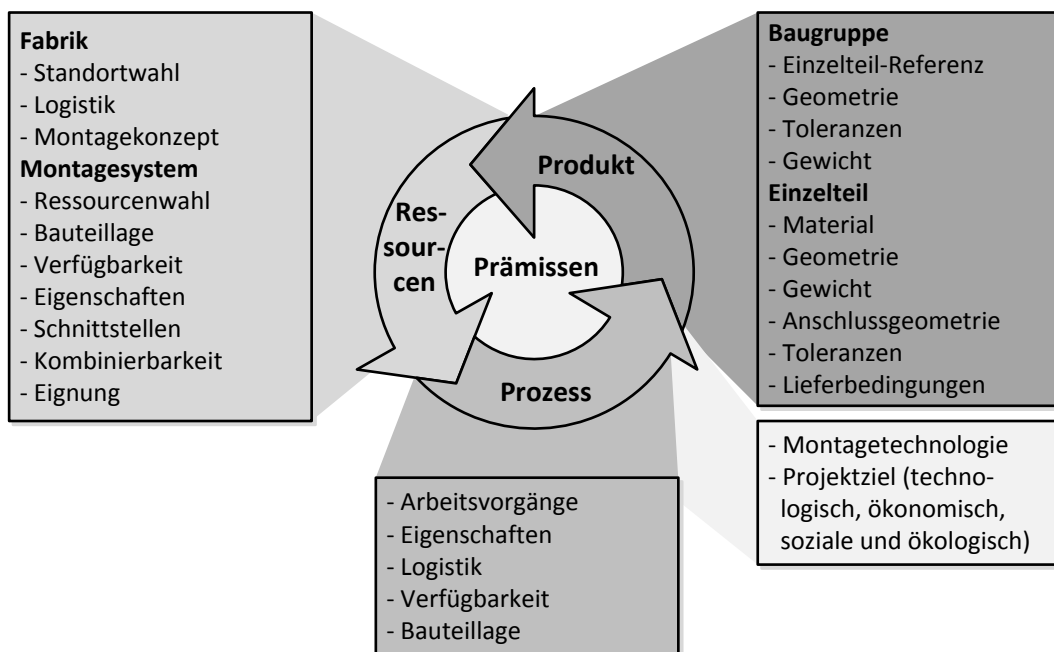 Fabrik
- Standortwahl
- Logistik
- Montagekonzept
Montagesystem
- Ressourcenwahl
- Bauteillage
- Verfügbarkeit
- Eigenschaften
- Schnittstellen
- Kombinierbarkeit
- Eignung
Produkt
Res-
sour-
cen
Prämissen
Prozess
Baugruppe
- Einzelteil-Referenz
- Geometrie
- Toleranzen
- Gewicht
Einzelteil
- Material
- Geometrie
- Gewicht
- Anschlussgeometrie
- Toleranzen
- Lieferbedingungen
- Montagetechnologie
- Projektziel (techno-
logisch, ökonomisch,
soziale und ökologisch)
- Arbeitsvorgänge
- Eigenschaften
- Logistik
- Verfügbarkeit
- Bauteillage